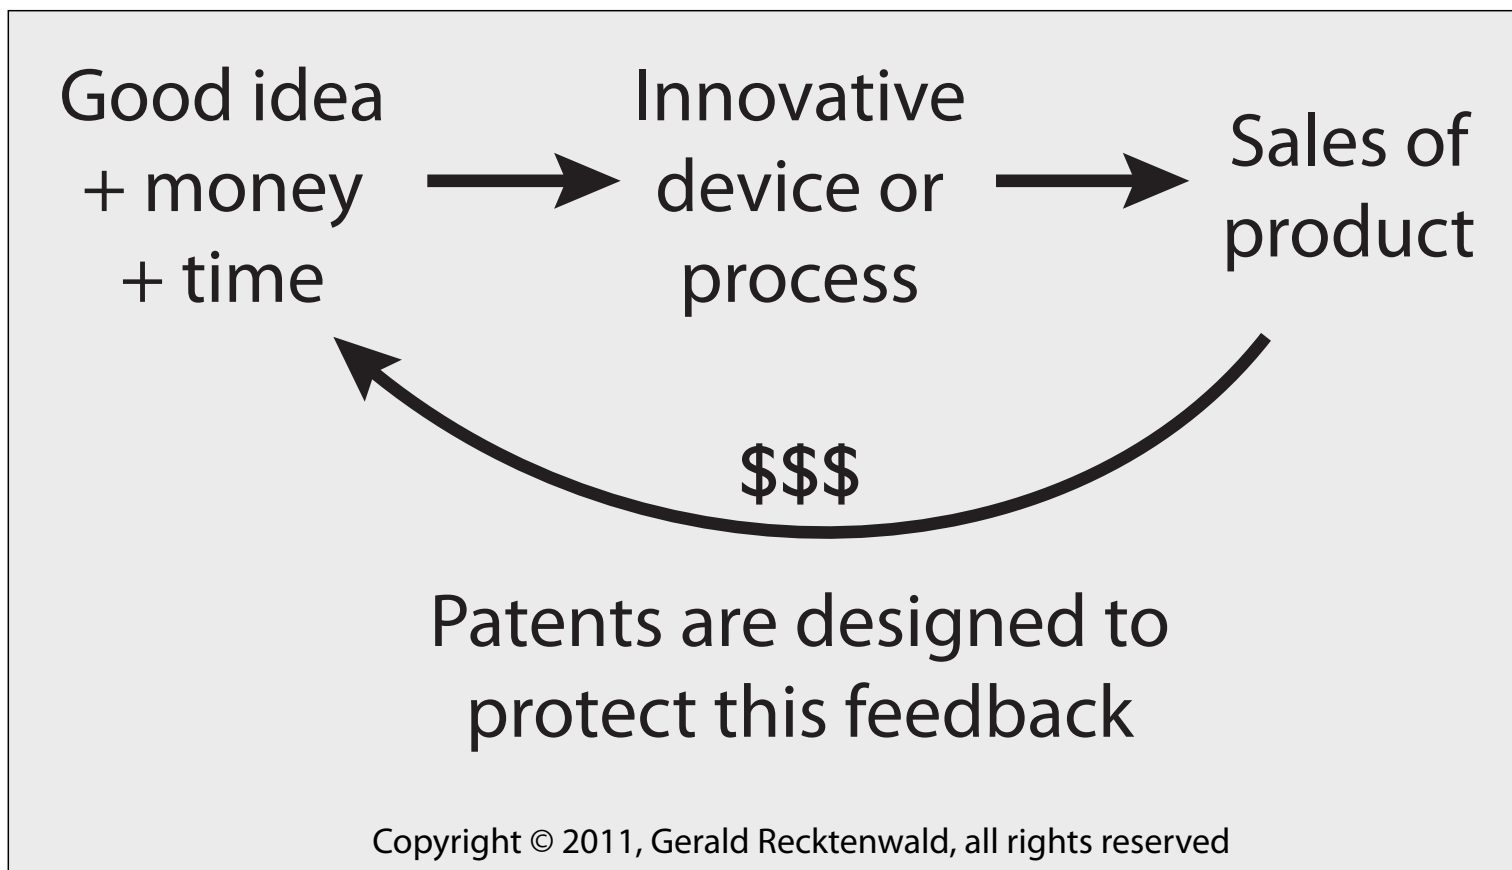 Good idea
+ money
+ time
Innovative
device or
process
Sales of
product
$$$
Patents are designed to
protect this feedback
Copyright © 2011, Gerald Recktenwald, all rights reserved